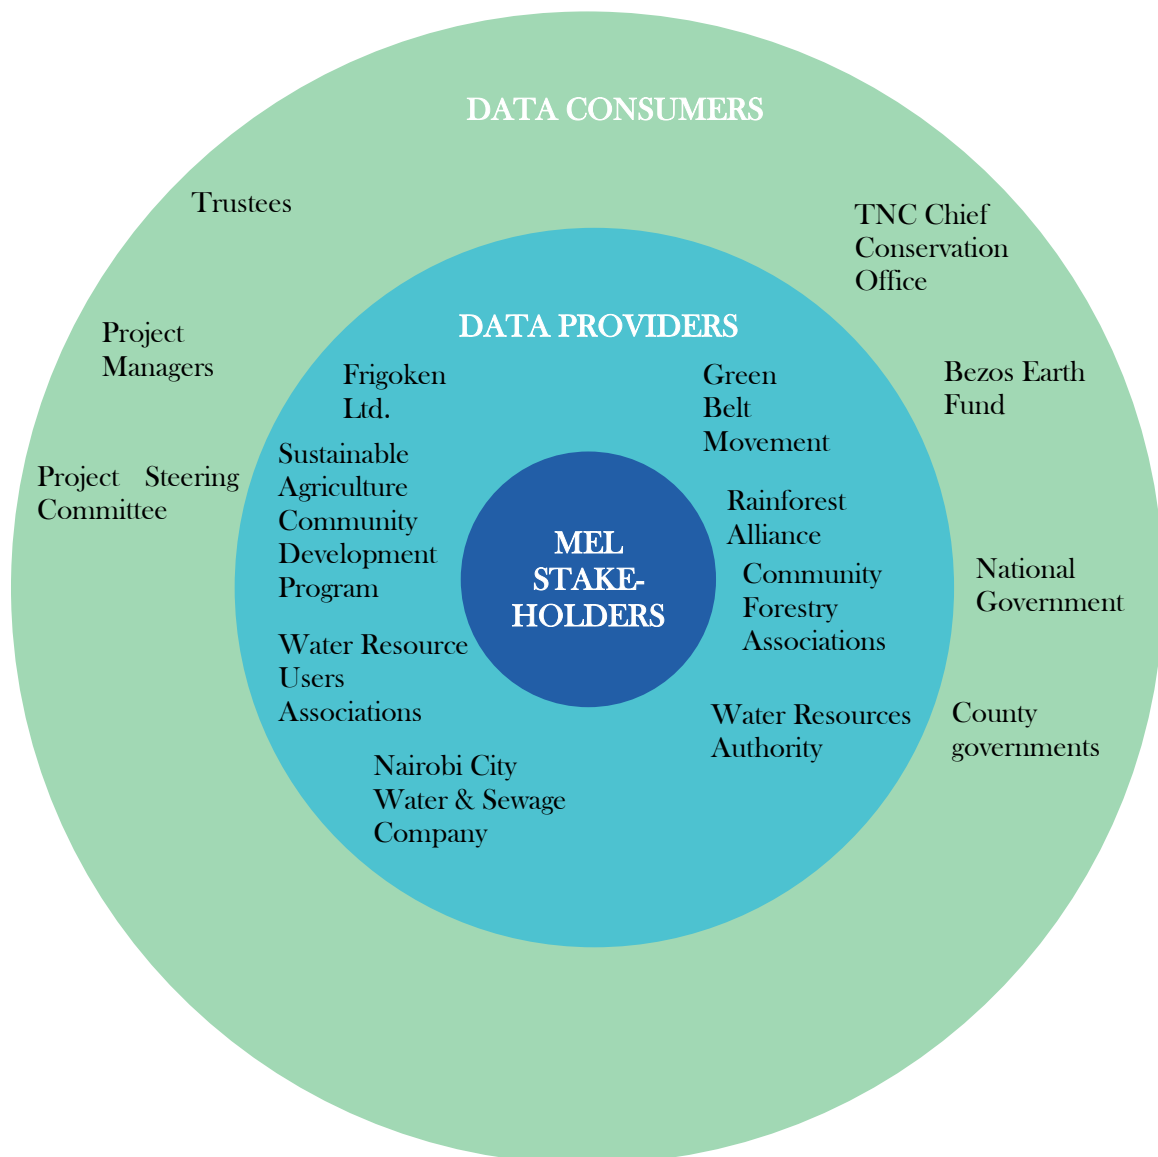 DATA CONSUMERS
Trustees
Project
Managers
Project Steering
Committee
TNC Chief
Conservation
Office
Bezos Earth
Fund
National
Government
County
governments
DATA PROVIDERS
Frigoken
Ltd.
Sustainable
Agriculture
Community
Development
Program
Water Resource
Users
Associations
Nairobi City
Water & Sewage
Company
Green
Belt
Movement
Rainforest
Alliance
Community
Forestry
Associations
Water Resources
Authority
MEL
STAKE-
HOLDERS